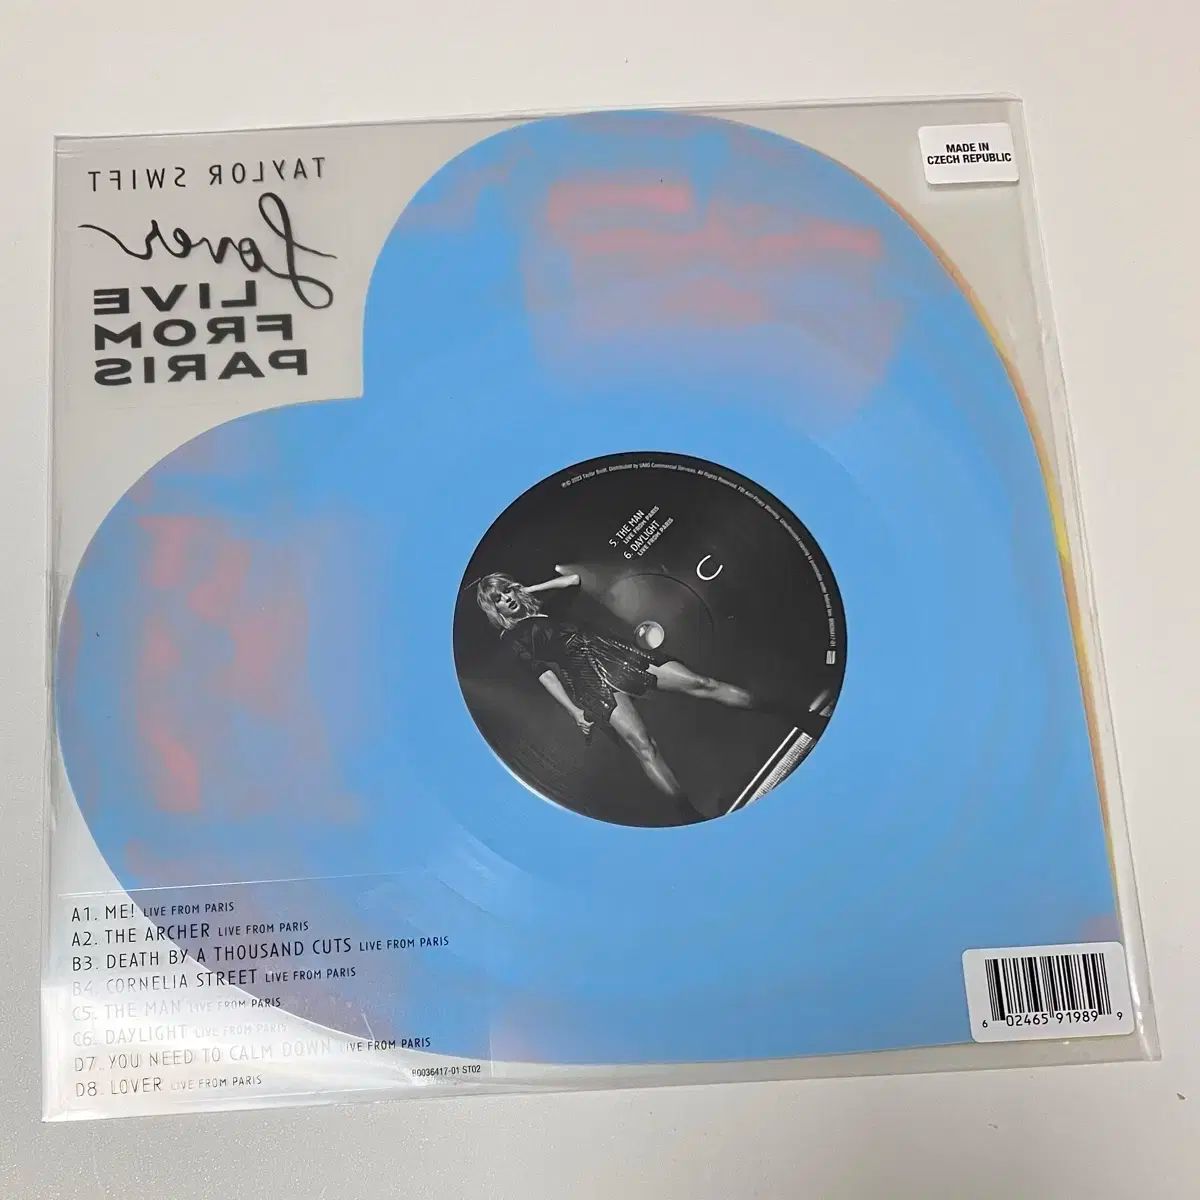 TAYLOR SWIFT
Lover
LIVE
FROM
PARIS
MADE IN
CZECH REPUBLIC
5. THE MAN
LIVE FROM PARIS
6. DAYLIGHT
LIVE FROM PARIS
C
A1. ME! LIVE FROM PARIS
A2. THE ARCHER LIVE FROM PARIS
B3. DEATH BY A THOUSAND CUTS LIVE FROM PARIS
B4. CORNELIA STREET LIVE FROM PARIS
C5. THE MAN LIVE FROM PARIS
C6. DAYLIGHT LIVE FROM PARIS
D7. YOU NEED TO CALM DOWN LIVE FROM PARIS
D8. LOVER LIVE FROM PARIS
B0036417-01 ST02
6 02465 91989 9